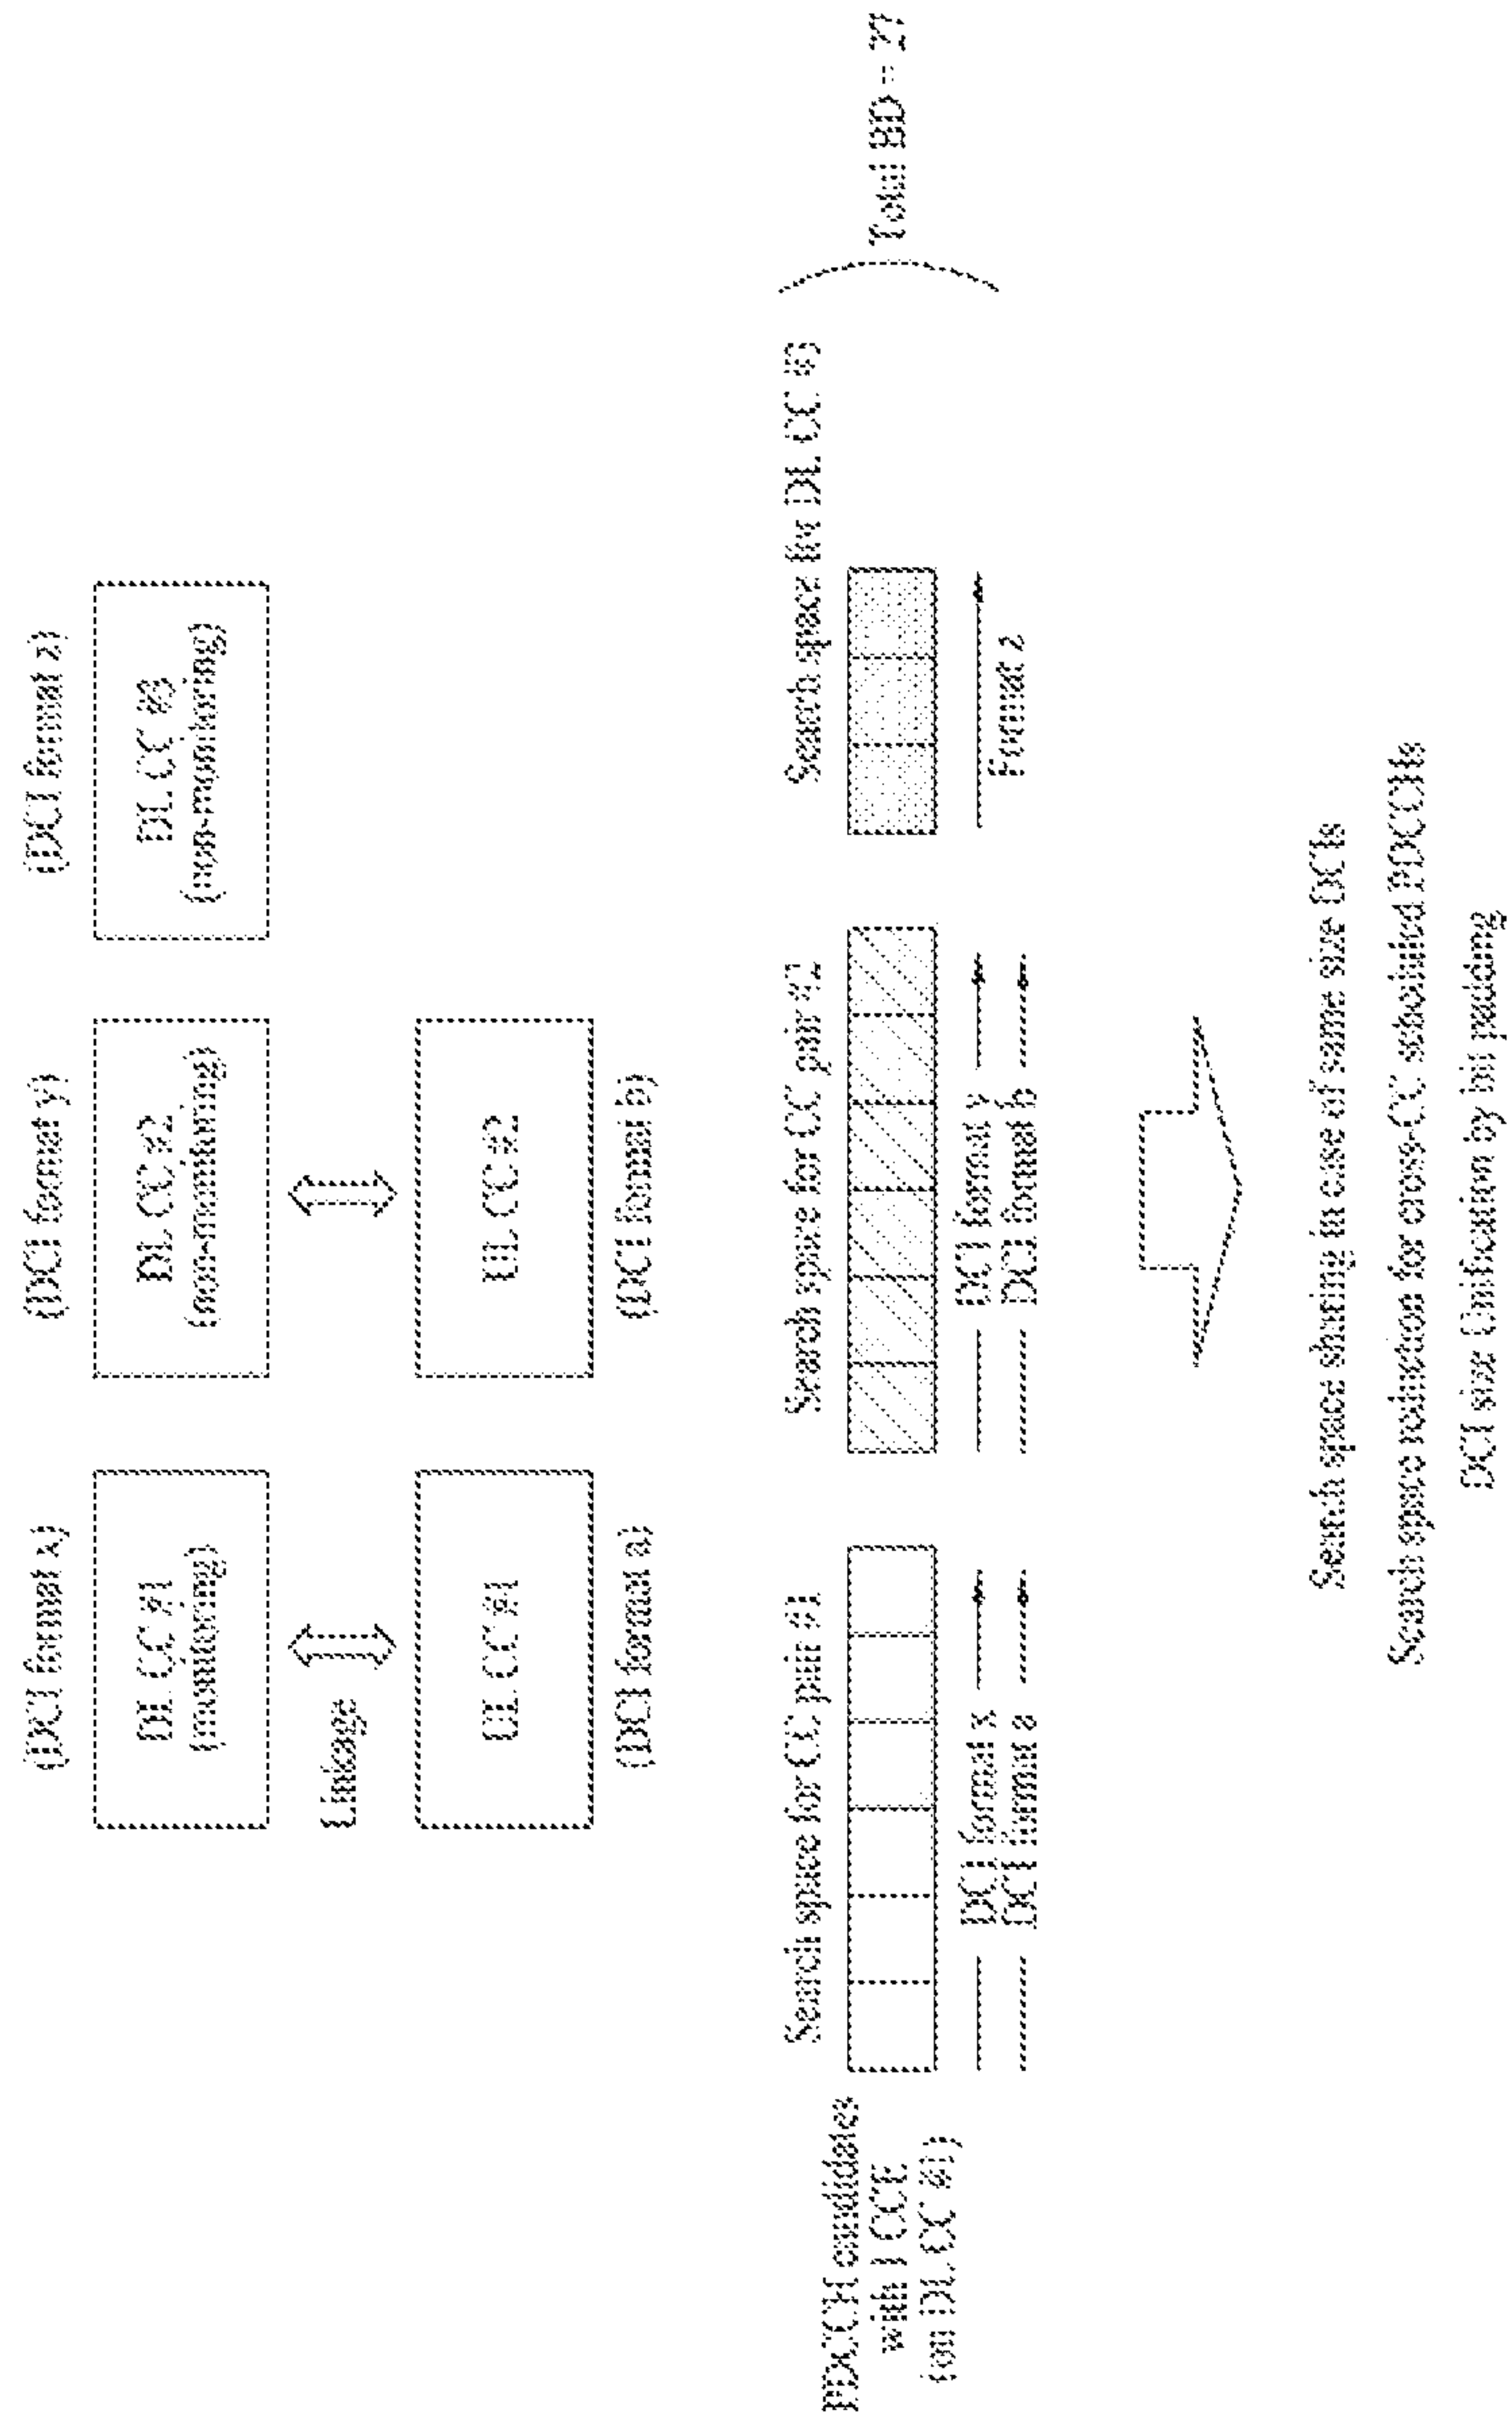 (DCI format x)
(DCI format y)
(DCI format z)
DL CC #1
(monitoring)
DL CC #2
(non-monitoring)
DL CC #3
(non-monitoring)
Linkage
UL CC #1
UL CC #2
(DCI format a)
(DCI format b)
Search space for CC pair #1
Search space for CC pair #2
Search space for DL CC #3
PDCCH candidates
with 1 CCE
(on DL CC #1)
Total BD = 27
DCI format x
DCI format a
DCI format y
DCI format b
Format z
Search space sharing in case of same size DCIs
Search space reduction for cross-CC scheduled PDCCHs
DCI size Unification by bit padding